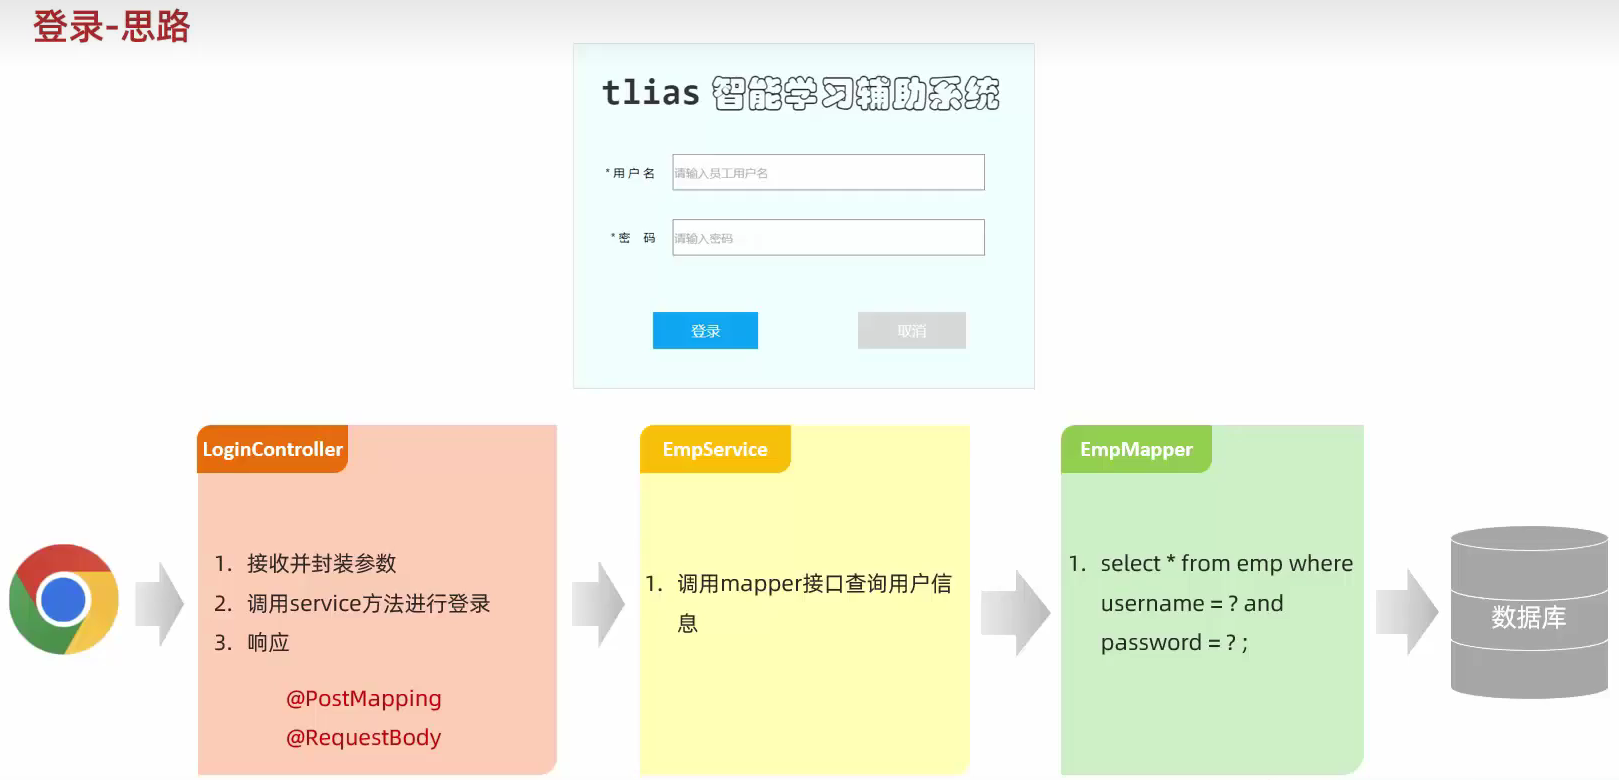 登录-思路
tlias 智能学习辅助系统
* 用 户 名 请输入员工用户名
* 密 码 请输入密码
登录 取消
LoginController
1. 接收并封装参数
2. 调用service方法进行登录
3. 响应
@PostMapping
@RequestBody
EmpService
1. 调用mapper接口查询用户信
息
EmpMapper
1. select * from emp where
username = ? and
password = ? ;
数据库